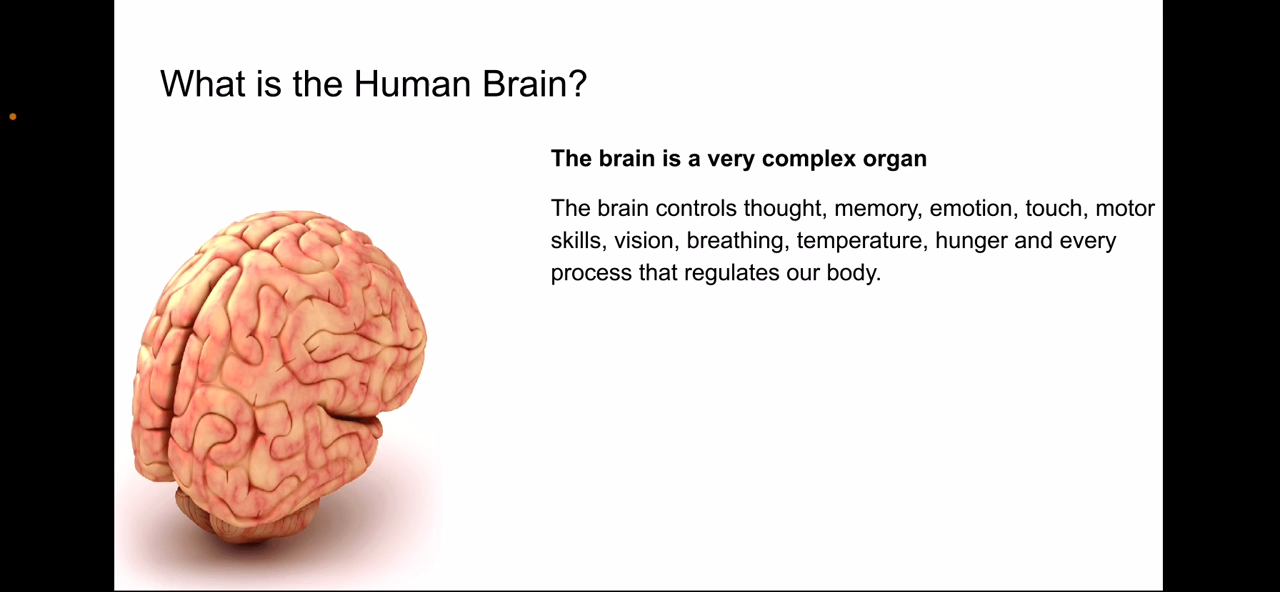 What is the Human Brain?
The brain is a very complex organ
The brain controls thought, memory, emotion, touch, motor
skills, vision, breathing, temperature, hunger and every
process that regulates our body.